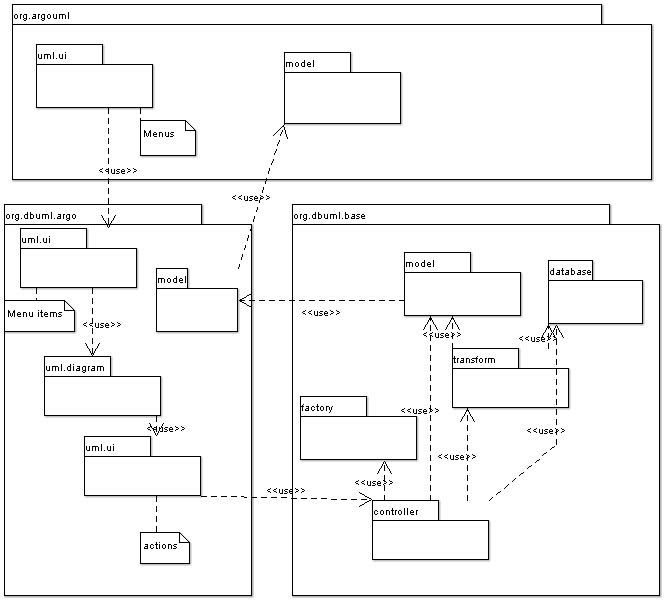 org.argouml
uml.ui
model
Menus
<<use>>
<<use>>
org.dbuml.argo
org.dbuml.base
uml.ui
model
model
database
Menu items
<<use>>
<<use>>
<<use>>
<<use>>
uml.diagram
transform
factory
<<use>>
<<use>>
<<use>>
uml.ui
<<use>>
<<use>>
<<use>>
controller
actions